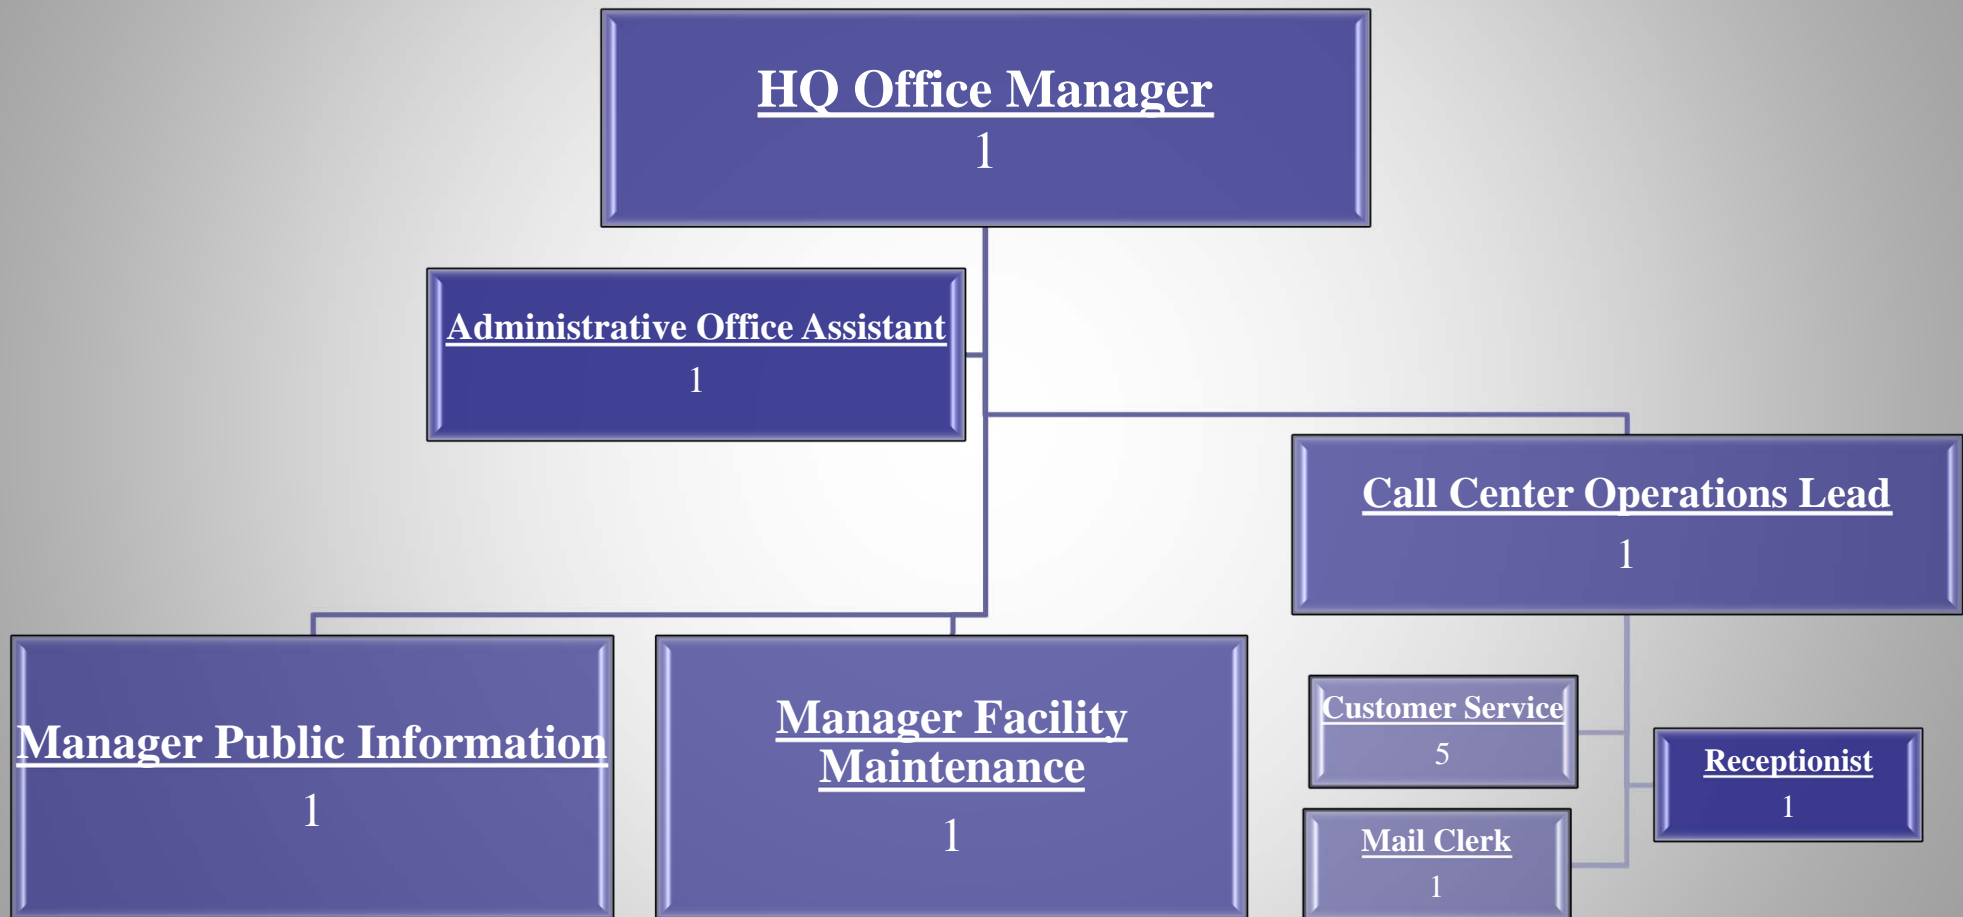 HQ Office Manager
1
Administrative Office Assistant
1
Call Center Operations Lead
1
Manager Public Information
1
Manager Facility
Maintenance
1
Customer Service
5
Receptionist
1
Mail Clerk
1